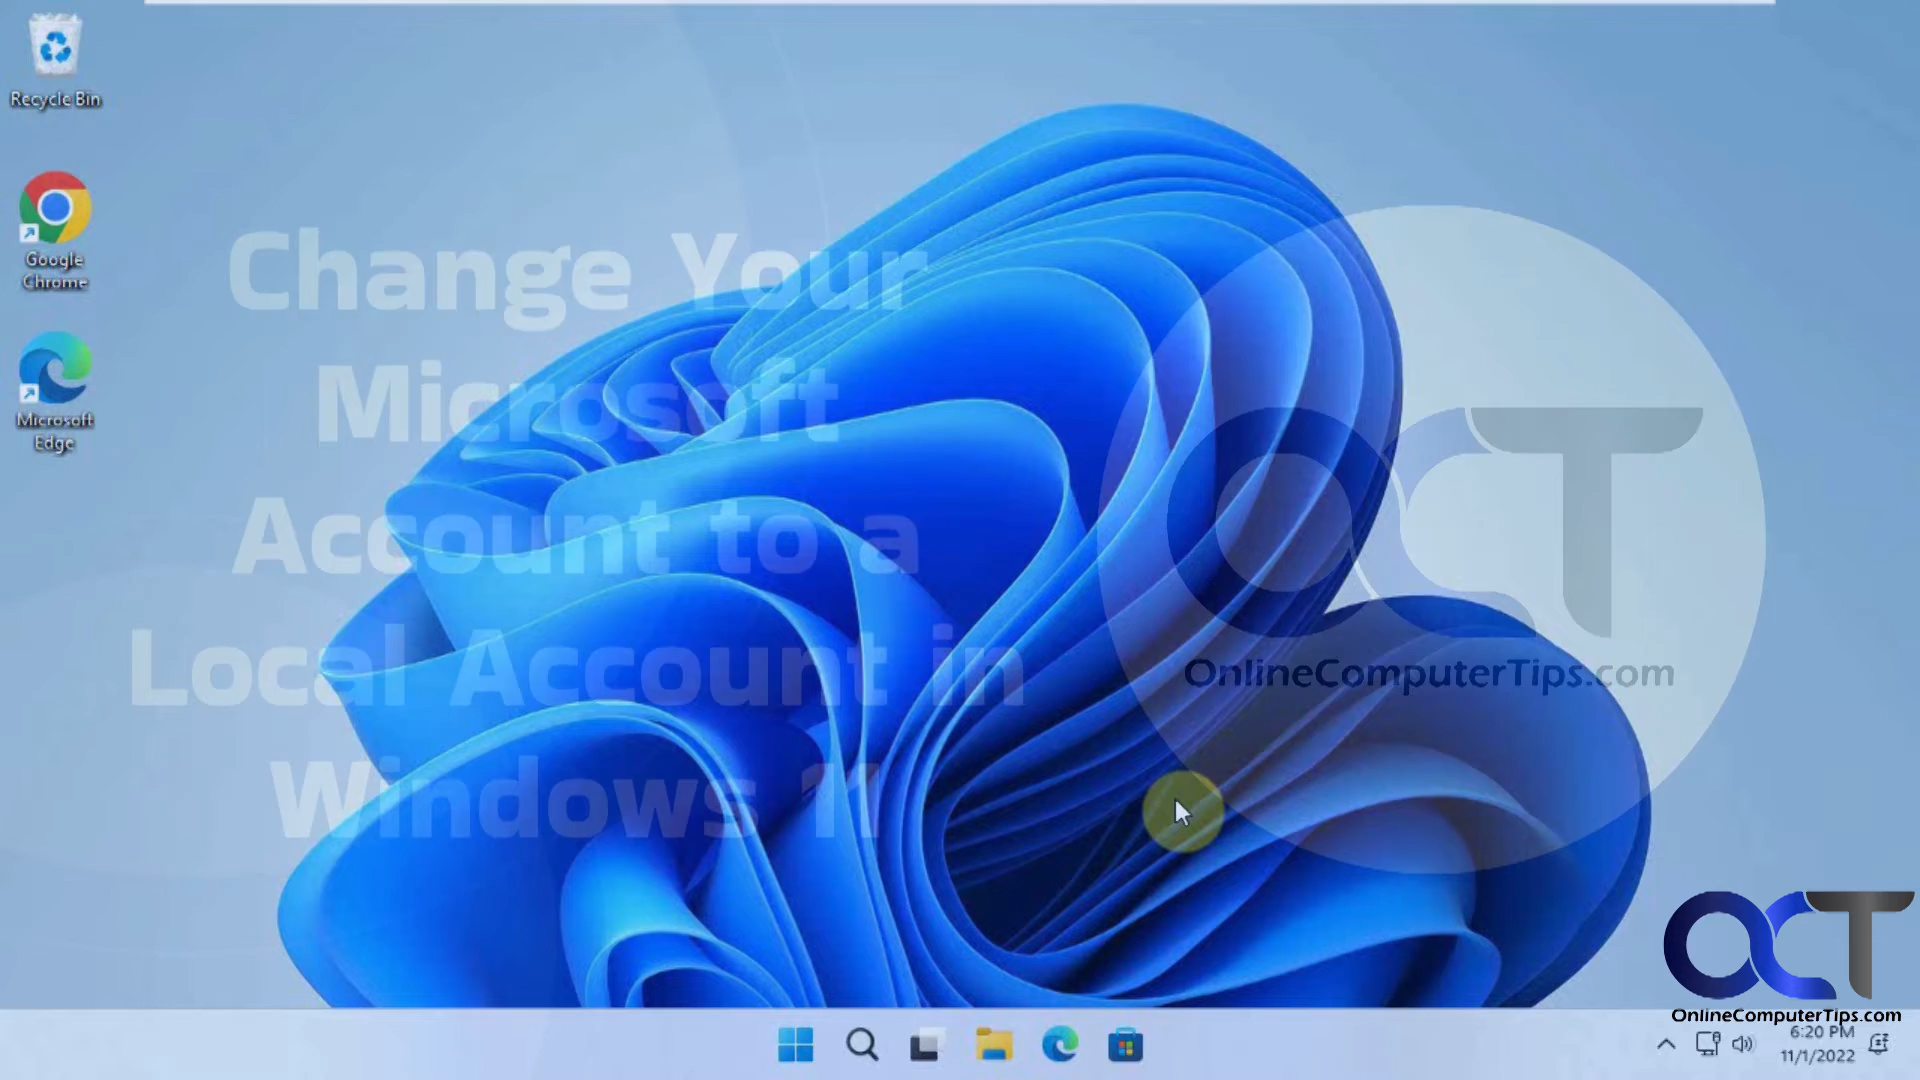 Recycle Bin
Google
Chrome
Microsoft
Edge
Change Your
Microsoft
Account to a
Local Account in
Windows 11
OCT
OnlineComputerTips.com
OCT
OnlineComputerTips.com
6:20 PM
11/1/2022